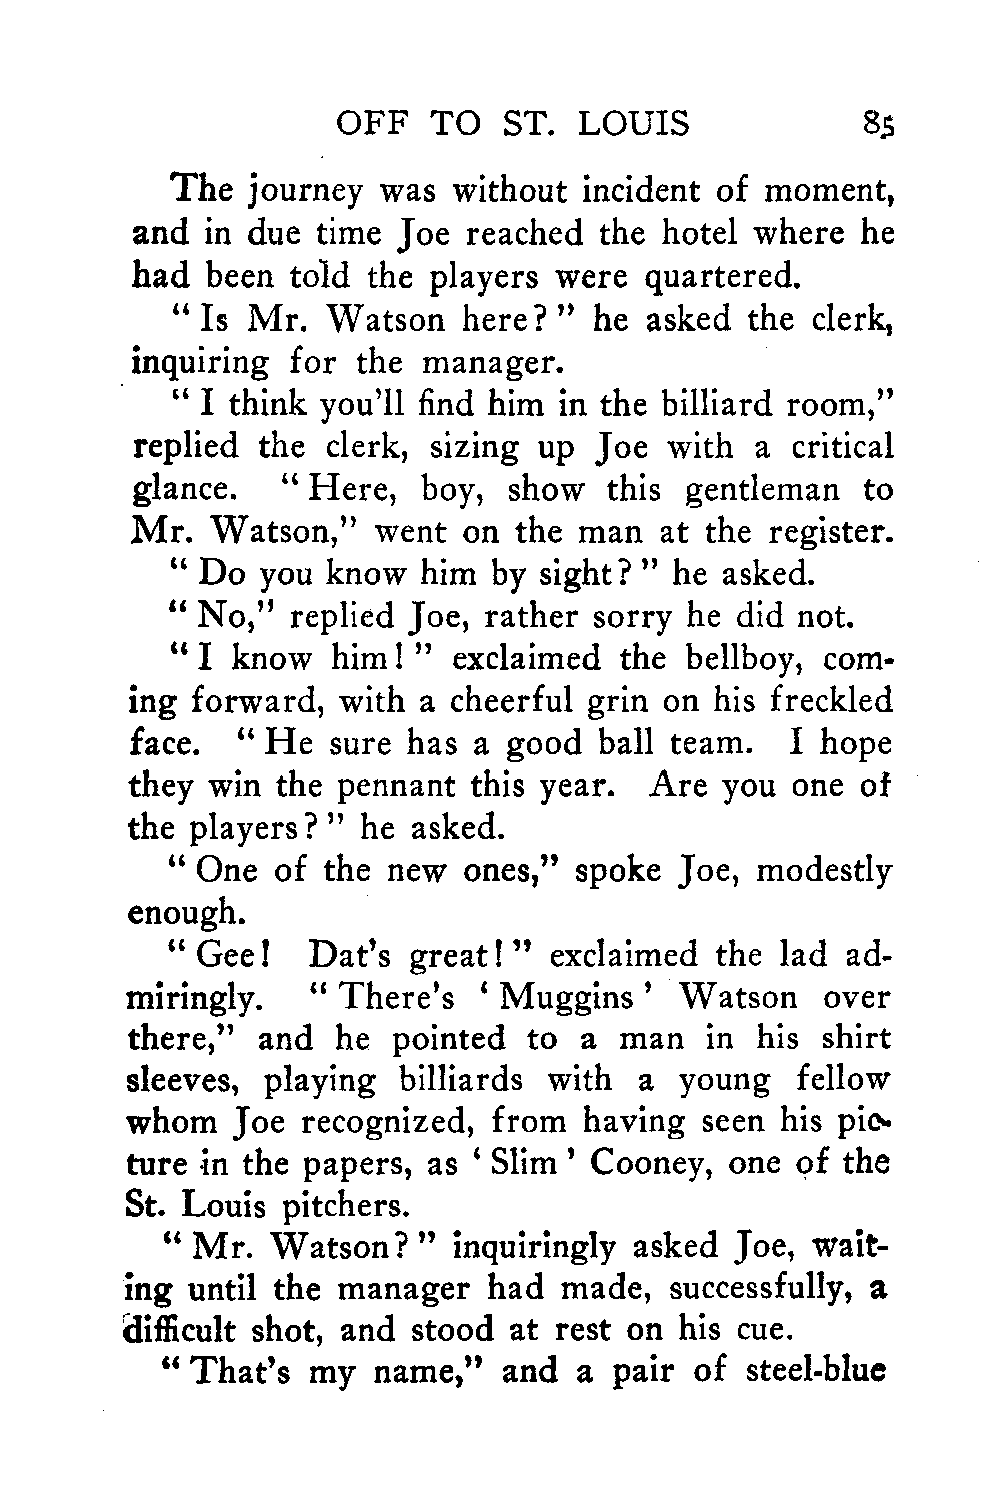 OFF TO ST. LOUIS 85
The journey was without incident of moment,
and in due time Joe reached the hotel where he
had been told the players were quartered.
“ Is Mr. Watson here? ” he asked the clerk,
inquiring for the manager.
“ I think you’ll find him in the billiard room,”
replied the clerk, sizing up Joe with a critical
glance. “ Here, boy, show this gentleman to
Mr. Watson,” went on the man at the register.
“ Do you know him by sight? ” he asked.
“ No,” replied Joe, rather sorry he did not.
“ I know him! ” exclaimed the bellboy, com-
ing forward, with a cheerful grin on his freckled
face. “ He sure has a good ball team. I hope
they win the pennant this year. Are you one of
the players? ” he asked.
“ One of the new ones,” spoke Joe, modestly
enough.
“ Gee! Dat’s great! ” exclaimed the lad ad-
miringly. “ There’s ‘ Muggins ’ Watson over
there,” and he pointed to a man in his shirt
sleeves, playing billiards with a young fellow
whom Joe recognized, from having seen his pic-
ture in the papers, as ‘ Slim ’ Cooney, one of the
St. Louis pitchers.
“ Mr. Watson? ” inquiringly asked Joe, wait-
ing until the manager had made, successfully, a
difficult shot, and stood at rest on his cue.
“ That’s my name,” and a pair of steel-blue